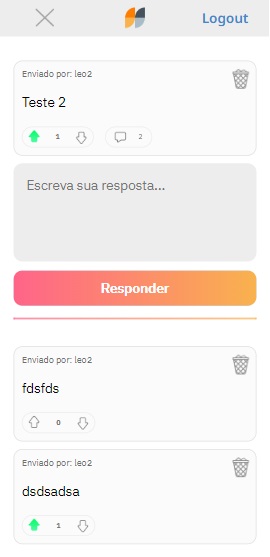 Logout
Enviado por: leo2
Teste 2
1 2
Escreva sua resposta...
Responder
Enviado por: leo2
fdsfds
0
Enviado por: leo2
dsdsadsa
1